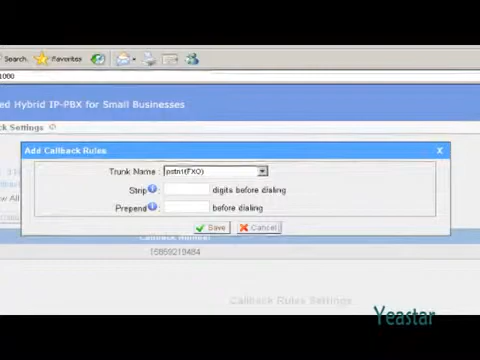 Search
Favorites
1000
ed Hybrid IP-PBX for Small Businesses
ck Settings
Add Callback Rules
X
Trunk Name : pstn1(FXO)
Strip : digits before dialing
Prepend : before dialing
Save
Cancel
Callback Number
15859219484
Callback Rules Settings
Yeastar